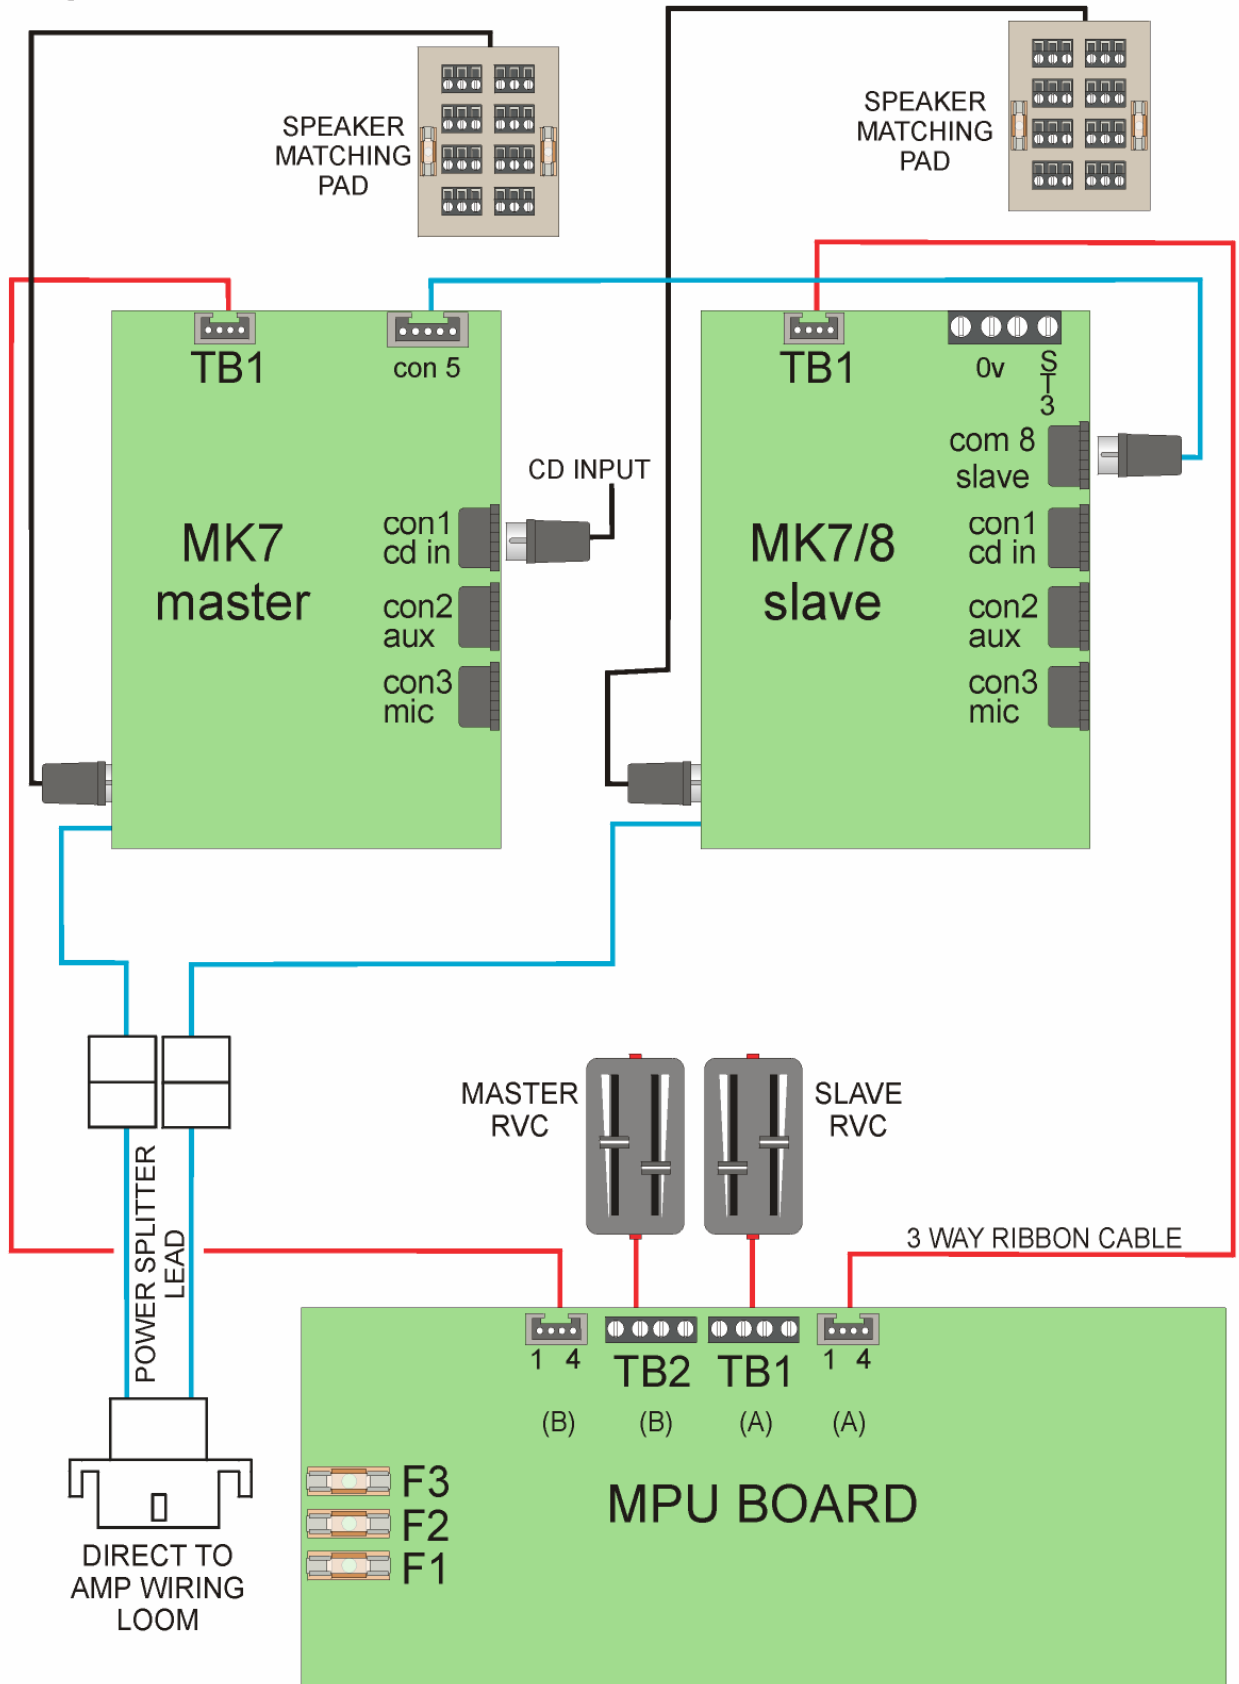 SPEAKER
MATCHING
PAD
SPEAKER
MATCHING
PAD
TB1
con 5
TB1
0v
ST3
com 8
slave
CD INPUT
MK7
master
con1
cd in
con2
aux
con3
mic
MK7/8
slave
con1
cd in
con2
aux
con3
mic
MASTER
RVC
SLAVE
RVC
POWER SPLITTER
LEAD
3 WAY RIBBON CABLE
1 4
TB2
TB1
1 4
(B)
(B)
(A)
(A)
MPU BOARD
F3
F2
F1
DIRECT TO
AMP WIRING
LOOM